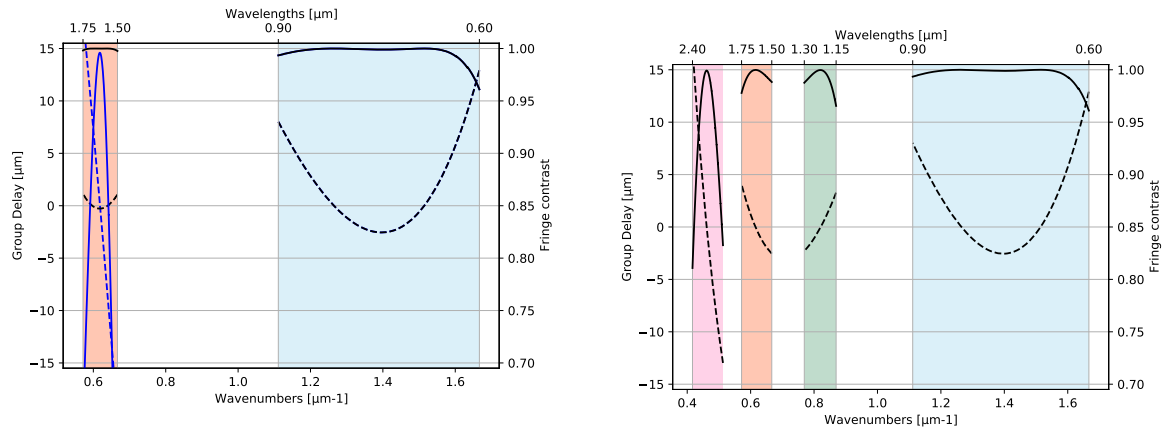 Wavelengths [μm]
1.75 1.50 0.90 0.60
15 1.00
10 0.95
5 0.90
0 0.85
−5 0.80
−10 0.75
−15 0.70
Group Delay [μm]
Fringe contrast
0.6 0.8 1.0 1.2 1.4 1.6
Wavenumbers [μm-1]
Wavelengths [μm]
2.40 1.75 1.50 1.30 1.15 0.90 0.60
15 1.00
10 0.95
5 0.90
0 0.85
−5 0.80
−10 0.75
−15 0.70
Group Delay [μm]
Fringe contrast
0.4 0.6 0.8 1.0 1.2 1.4 1.6
Wavenumbers [μm-1]